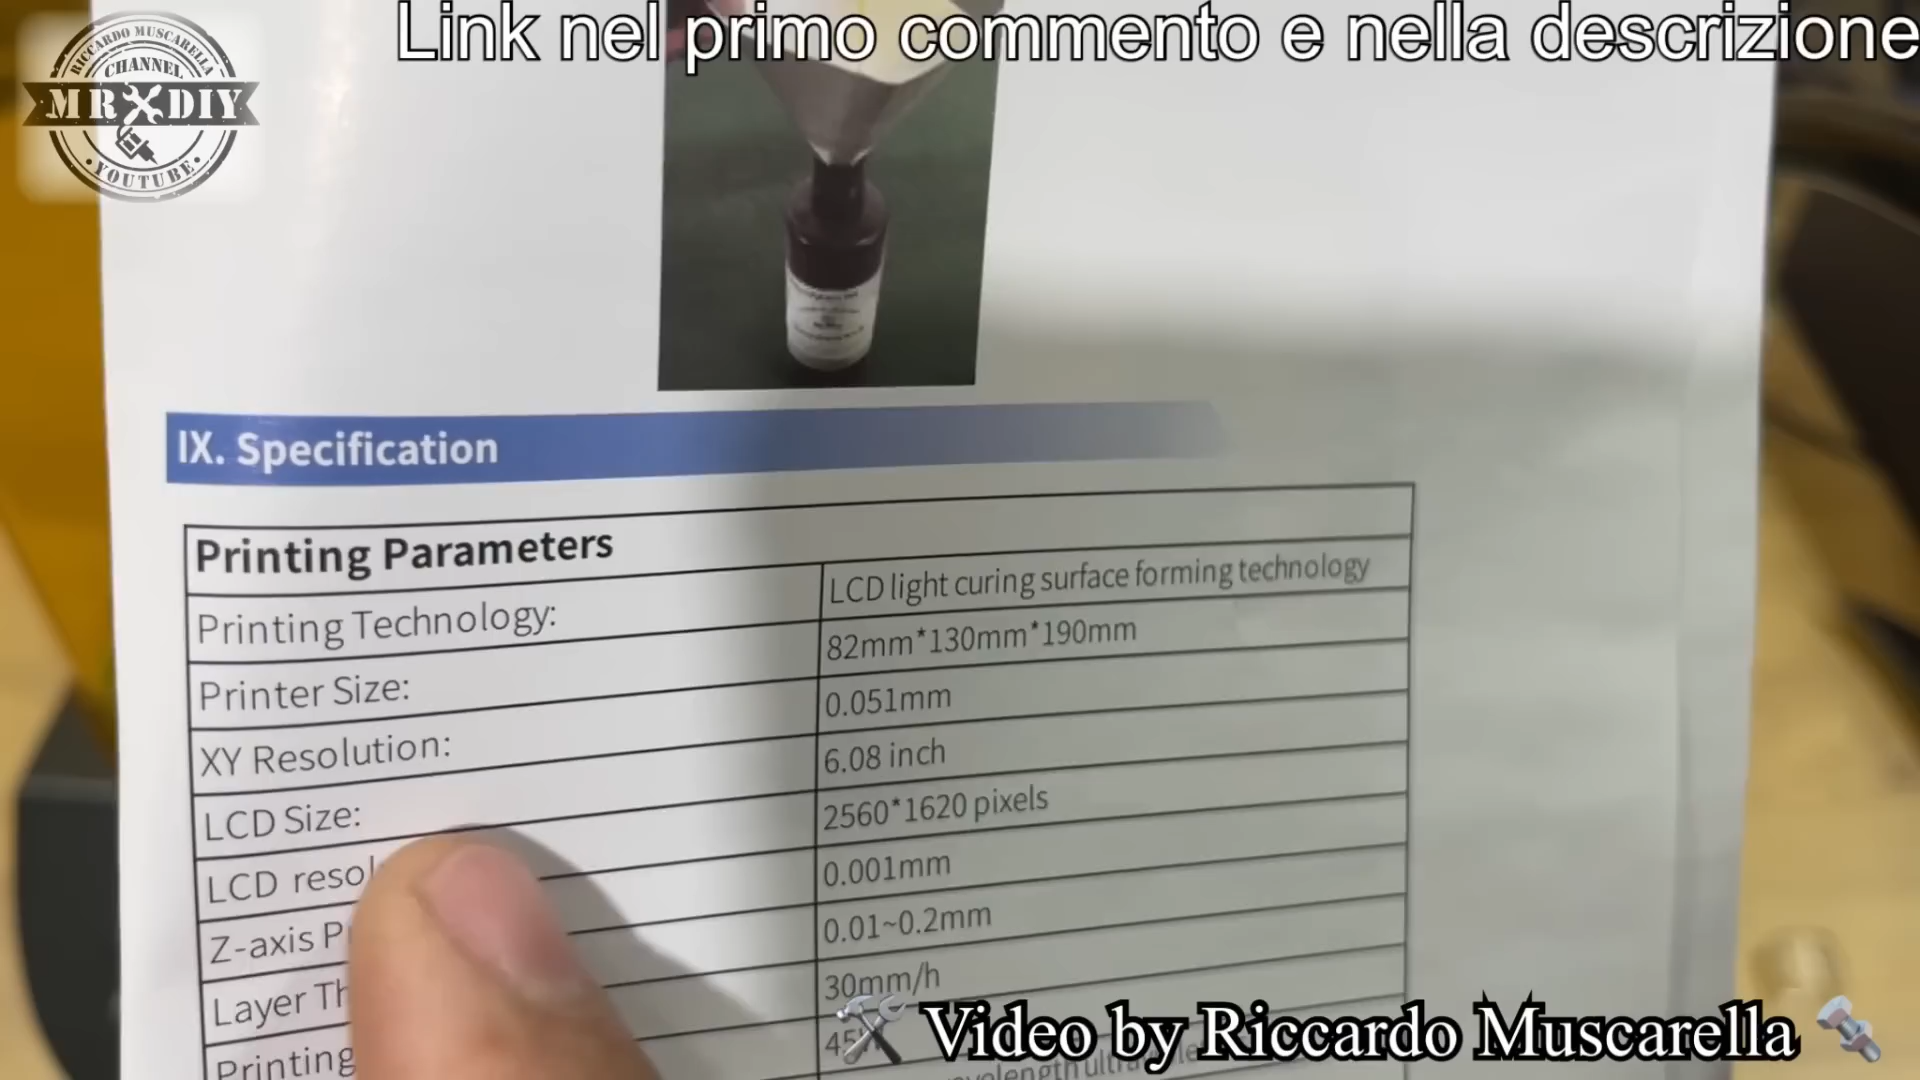 Link nel primo commento e nella descrizione
RICCARDO MUSCARELLA
CHANNEL
MR DIY
YOUTUBE
IX. Specification
Printing Parameters
Printing Technology: LCD light curing surface forming technology
Printer Size: 82mm*130mm*190mm
XY Resolution: 0.051mm
LCD Size: 6.08 inch
LCD resol 2560*1620 pixels
Z-axis P 0.001mm
Layer Th 0.01~0.2mm
Printing 30mm/h
Video by Riccardo Muscarella